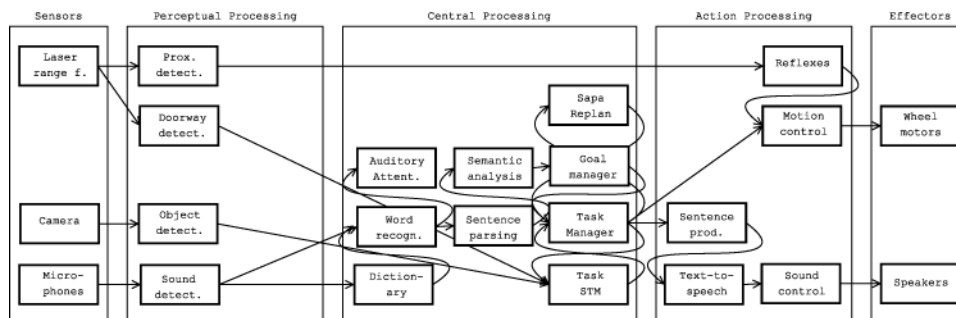 Sensors
Perceptual Processing
Central Processing
Action Processing
Effectors
Laser
range f.
Prox.
detect.
Reflexes
Doorway
detect.
Sapa
Replan
Motion
control
Wheel
motors
Auditory
Attent.
Semantic
analysis
Goal
manager
Camera
Object
detect.
Word
recogn.
Sentence
parsing
Task
Manager
Sentence
prod.
Micro-
phones
Sound
detect.
Diction-
ary
Task
STM
Text-to-
speech
Sound
control
Speakers